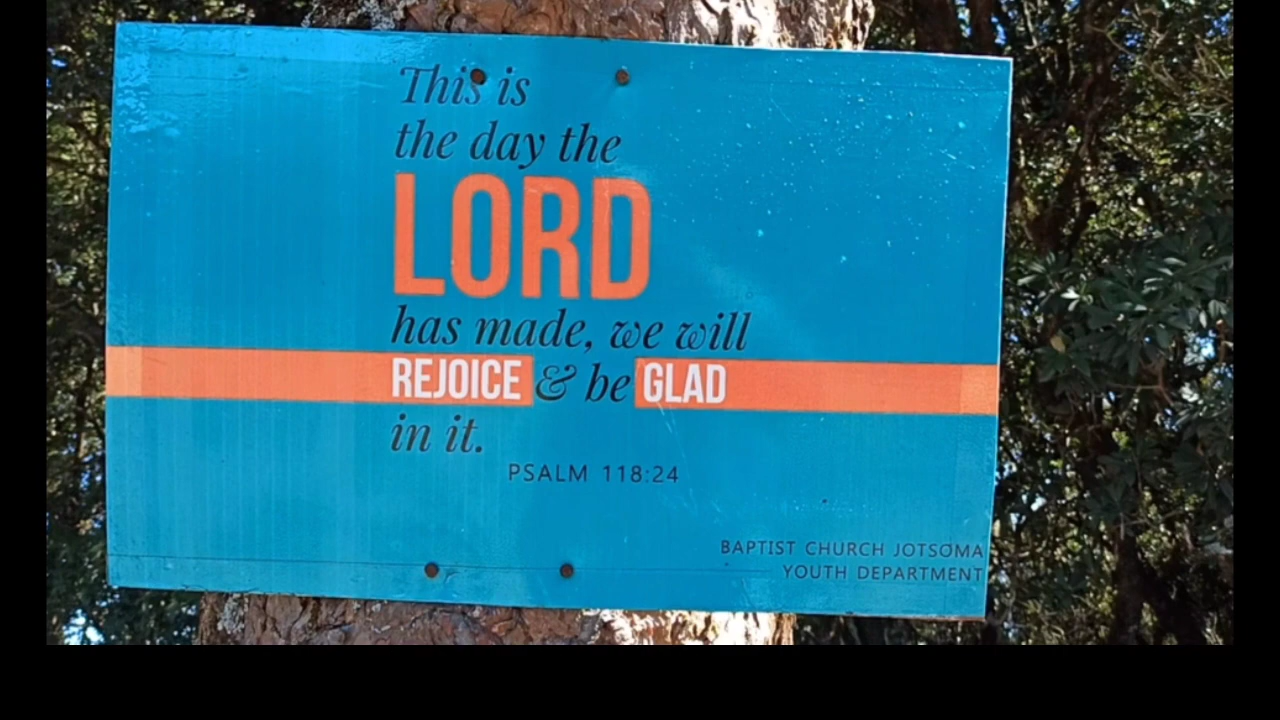 This is
the day the
LORD
has made, we will
REJOICE & be GLAD
in it.
PSALM 118:24
BAPTIST CHURCH JOTSOMA
YOUTH DEPARTMENT